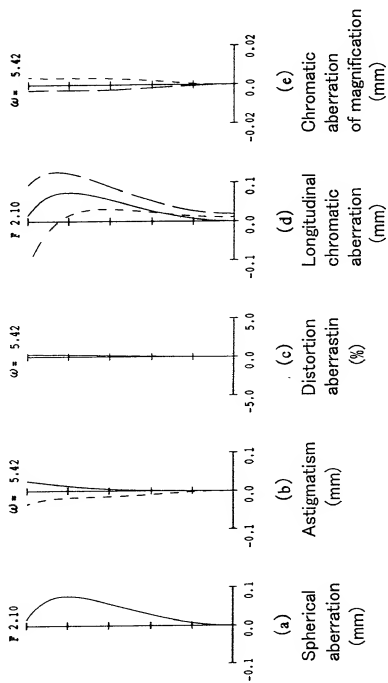 F 2.10
-0.1 0.0 0.1
(a)
Spherical
aberration
(mm)
ω= 5.42
-0.1 0.0 0.1
(b)
Astigmatism
(mm)
ω= 5.42
-5.0 0.0 5.0
(c)
Distortion
aberrastin
(%)
F 2.10
-0.1 0.0 0.1
(d)
Longitudinal
chromatic
aberration
(mm)
ω= 5.42
-0.02 0.0 0.02
(e)
Chromatic
aberration
of magnification
(mm)